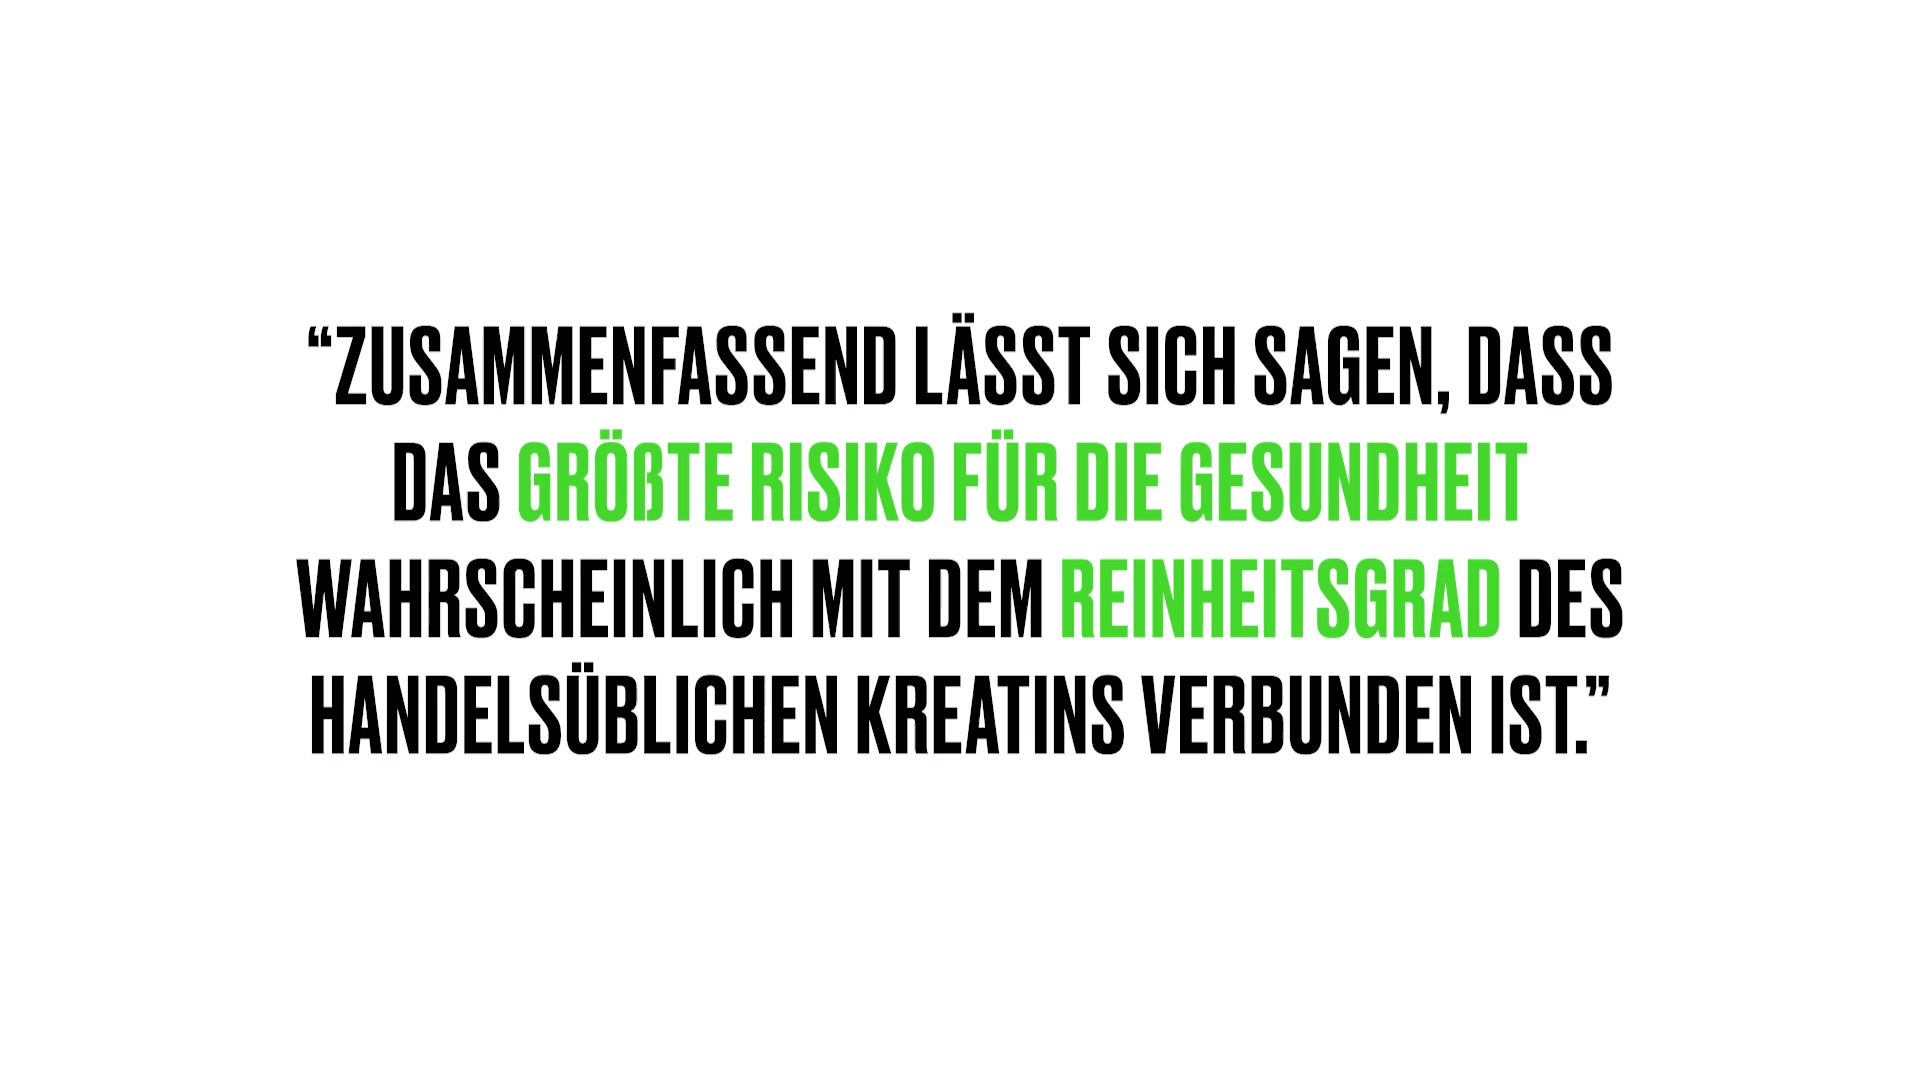 “ZUSAMMENFASSEND LÄSST SICH SAGEN, DASS
DAS GRÖßTE RISIKO FÜR DIE GESUNDHEIT
WAHRSCHEINLICH MIT DEM REINHEITSGRAD DES
HANDELSÜBLICHEN KREATINS VERBUNDEN IST.”